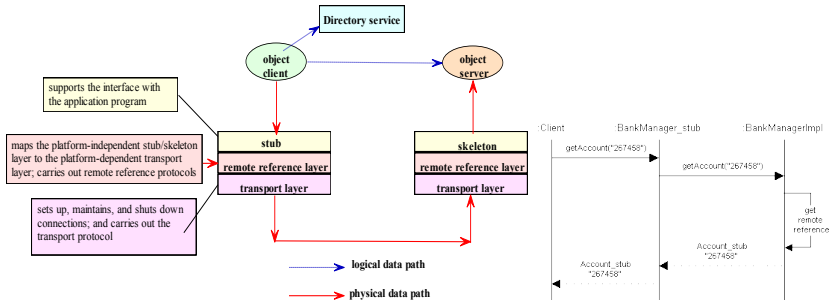 Directory service
object
client
object
server
supports the interface with
the application program
maps the platform-independent stub/skeleton
layer to the platform-dependent transport
layer; carries out remote reference protocols
sets up, maintains, and shuts down
connections; and carries out the
transport protocol
stub
remote reference layer
transport layer
skeleton
remote reference layer
transport layer
logical data path
physical data path
:Client
:BankManager_stub
:BankManagerImpl
getAccount("267458")
getAccount("267458")
get
remote
reference
Account_stub
"267458"
Account_stub
"267458"